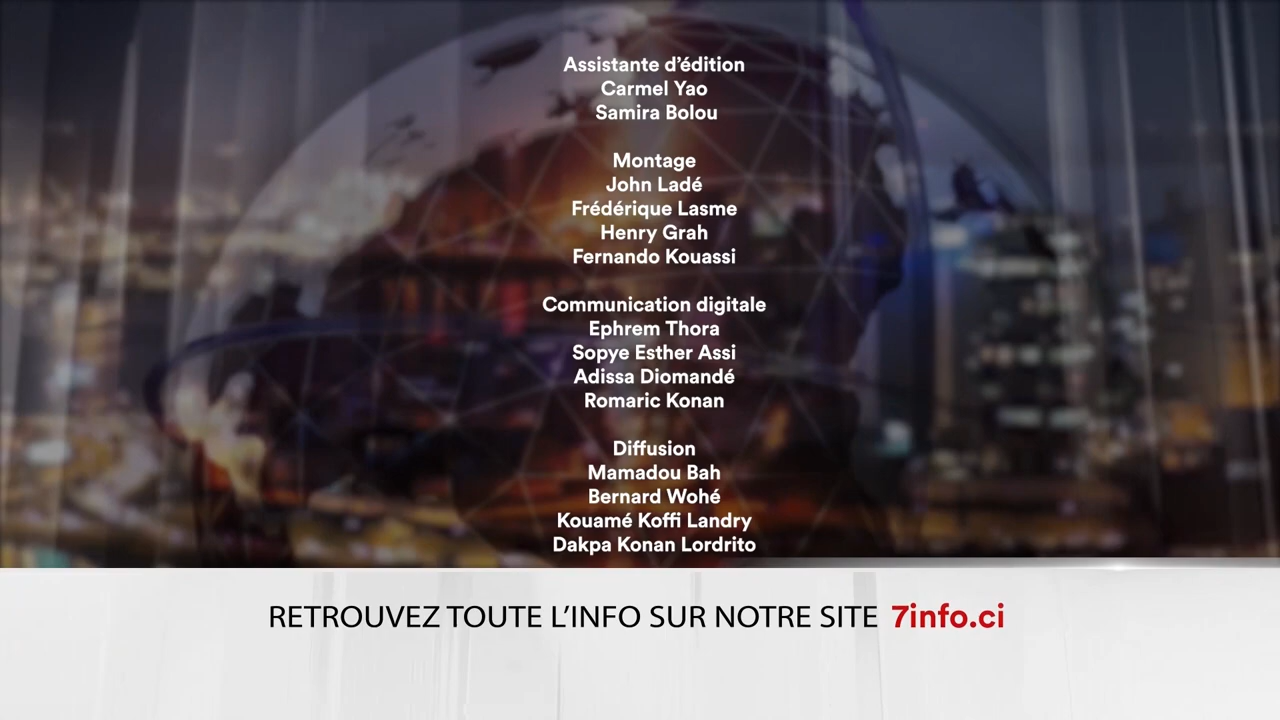 Assistante d’édition
Carmel Yao
Samira Bolou
Montage
John Ladé
Frédérique Lasme
Henry Grah
Fernando Kouassi
Communication digitale
Ephrem Thora
Sopye Esther Assi
Adissa Diomandé
Romaric Konan
Diffusion
Mamadou Bah
Bernard Wohé
Kouamé Koffi Landry
Dakpa Konan Lordrito
RETROUVEZ TOUTE L’INFO SUR NOTRE SITE 7info.ci